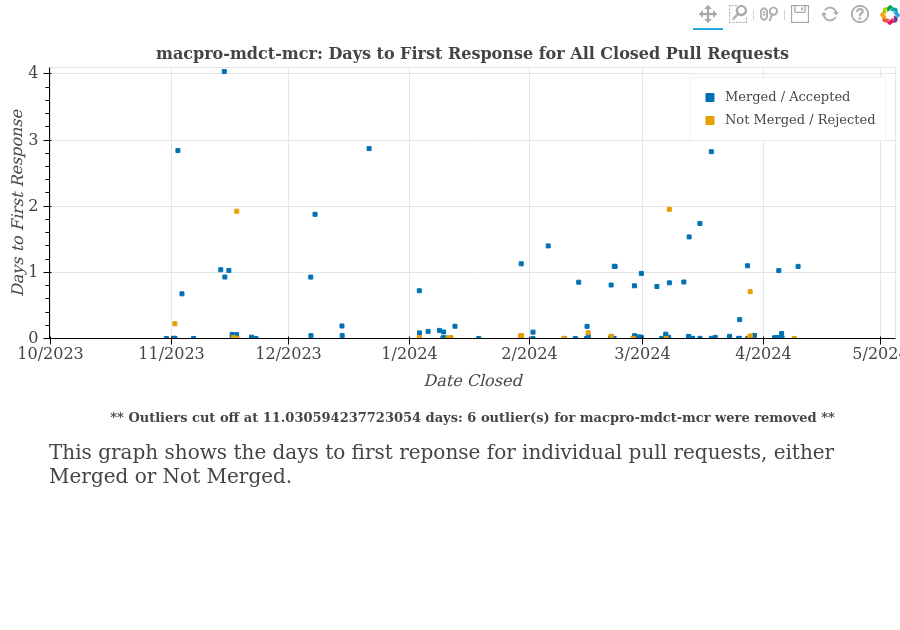 macpro-mdct-mcr: Days to First Response for All Closed Pull Requests
4
3
2
1
0
Days to First Response
Merged / Accepted
Not Merged / Rejected
10/2023 11/2023 12/2023 1/2024 2/2024 3/2024 4/2024 5/202
Date Closed
** Outliers cut off at 11.030594237723054 days: 6 outlier(s) for macpro-mdct-mcr were removed **
This graph shows the days to first reponse for individual pull requests, either
Merged or Not Merged.